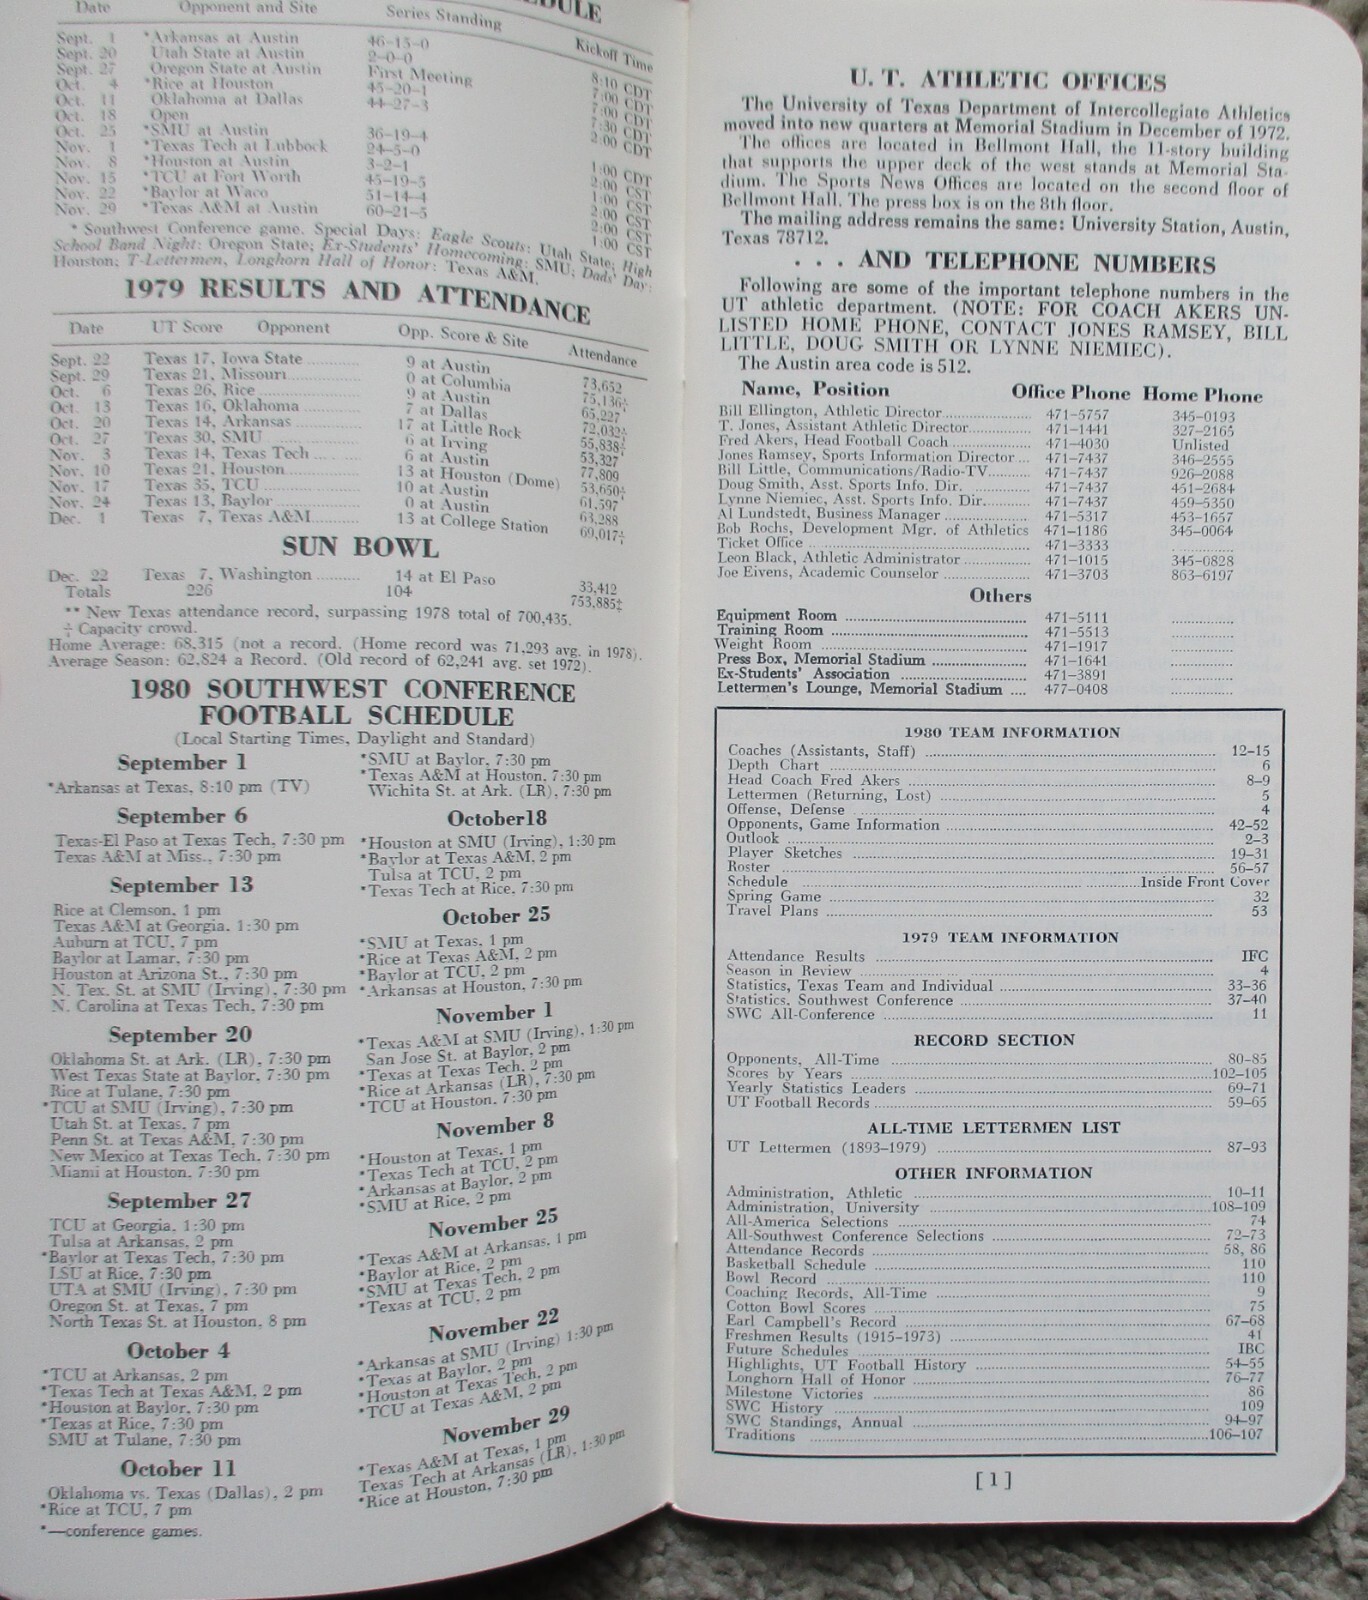 Date Opponent and Site Series Standing Kickoff Time
Sept. 1 *Arkansas at Austin 46-15-0 8:10 CDT
Sept. 20 Utah State at Austin 2-0-0 7:00 CDT
Sept. 27 Oregon State at Austin First Meeting 7:00 CDT
Oct. 4 *Rice at Houston 45-20-1 7:30 CDT
Oct. 11 Oklahoma at Dallas 44-27-3 2:00 CDT
Oct. 18 Open
Oct. 25 *SMU at Austin 36-19-4 1:00 CDT
Nov. 1 *Texas Tech at Lubbock 24-5-0 2:00 CST
Nov. 8 *Houston at Austin 3-2-1 1:00 CST
Nov. 15 *TCU at Fort Worth 45-19-5 2:00 CST
Nov. 22 *Baylor at Waco 51-14-4 2:00 CST
Nov. 29 *Texas A&M at Austin 60-21-5 1:00 CST
* Southwest Conference game. Special Days: Eagle Scouts: Utah State; High
School Band Night: Oregon State; Ex-Students' Homecoming: SMU; Dads' Day:
Houston; T-Lettermen, Longhorn Hall of Honor: Texas A&M.
1979 RESULTS AND ATTENDANCE
Date UT Score Opponent Opp. Score & Site Attendance
Sept. 22 Texas 17, Iowa State 9 at Austin 73,652
Sept. 29 Texas 21, Missouri 0 at Columbia 75,136‡
Oct. 6 Texas 26, Rice 9 at Austin 65,227
Oct. 13 Texas 16, Oklahoma 7 at Dallas 72,032‡
Oct. 20 Texas 14, Arkansas 17 at Little Rock 55,838‡
Oct. 27 Texas 30, SMU 6 at Irving 53,327
Nov. 3 Texas 14, Texas Tech 6 at Austin 77,809
Nov. 10 Texas 21, Houston 13 at Houston (Dome) 53,650‡
Nov. 17 Texas 35, TCU 10 at Austin 61,597
Nov. 24 Texas 13, Baylor 0 at Austin 63,288
Dec. 1 Texas 7, Texas A&M 13 at College Station 69,017‡
SUN BOWL
Dec. 22 Texas 7, Washington 14 at El Paso 33,412
Totals 226 104 753,885‡
** New Texas attendance record, surpassing 1978 total of 700,435.
‡ Capacity crowd.
Home Average: 68,315 (not a record. (Home record was 71,293 avg. in 1978).
Average Season: 62,824 a Record. (Old record of 62,241 avg. set 1972).
1980 SOUTHWEST CONFERENCE
FOOTBALL SCHEDULE
(Local Starting Times, Daylight and Standard)
September 1
*Arkansas at Texas, 8:10 pm (TV)
September 6
Texas-El Paso at Texas Tech, 7:30 pm
Texas A&M at Miss., 7:30 pm
September 13
Rice at Clemson, 1 pm
Texas A&M at Georgia, 1:30 pm
Auburn at TCU, 7 pm
Baylor at Lamar, 7:30 pm
Houston at Arizona St., 7:30 pm
N. Tex. St. at SMU (Irving), 7:30 pm
N. Carolina at Texas Tech, 7:30 pm
September 20
Oklahoma St. at Ark. (LR), 7:30 pm
West Texas State at Baylor, 7:30 pm
Rice at Tulane, 7:30 pm
*TCU at SMU (Irving), 7:30 pm
Utah St. at Texas, 7 pm
Penn St. at Texas A&M, 7:30 pm
New Mexico at Texas Tech, 7:30 pm
Miami at Houston, 7:30 pm
September 27
TCU at Georgia, 1:30 pm
Tulsa at Arkansas, 2 pm
*Baylor at Texas Tech, 7:30 pm
LSU at Rice, 7:30 pm
UTA at SMU (Irving), 7:30 pm
Oregon St. at Texas, 7 pm
North Texas St. at Houston, 8 pm
October 4
*TCU at Arkansas, 2 pm
*Texas Tech at Texas A&M, 2 pm
*Houston at Baylor, 7:30 pm
*Texas at Rice, 7:30 pm
SMU at Tulane, 7:30 pm
October 11
Oklahoma vs. Texas (Dallas), 2 pm
*Rice at TCU, 7 pm
*—conference games.
*SMU at Baylor, 7:30 pm
*Texas A&M at Houston, 7:30 pm
Wichita St. at Ark. (LR), 7:30 pm
October18
*Houston at SMU (Irving), 1:30 pm
*Baylor at Texas A&M, 2 pm
Tulsa at TCU, 2 pm
*Texas Tech at Rice, 7:30 pm
October 25
*SMU at Texas, 1 pm
*Rice at Texas A&M, 2 pm
*Baylor at TCU, 2 pm
*Arkansas at Houston, 7:30 pm
November 1
*Texas A&M at SMU (Irving), 1:30 pm
San Jose St. at Baylor, 2 pm
*Texas at Texas Tech, 2 pm
*Rice at Arkansas (LR), 7:30 pm
*TCU at Houston, 7:30 pm
November 8
*Houston at Texas, 1 pm
*Texas Tech at TCU, 2 pm
*Arkansas at Baylor, 2 pm
*SMU at Rice, 2 pm
November 25
*Texas A&M at Arkansas, 1 pm
*Baylor at Rice, 2 pm
*SMU at Texas Tech, 2 pm
*Texas at TCU, 2 pm
November 22
*Arkansas at SMU (Irving) 1:30 pm
*Texas at Baylor, 2 pm
*Houston at Texas Tech, 2 pm
*TCU at Texas A&M, 2 pm
November 29
*Texas A&M at Texas, 1 pm
Texas Tech at Arkansas (LR), 1:30 pm
*Rice at Houston, 7:30 pm
U. T. ATHLETIC OFFICES
The University of Texas Department of Intercollegiate Athletics
moved into new quarters at Memorial Stadium in December of 1972.
The offices are located in Bellmont Hall, the 11-story building
that supports the upper deck of the west stands at Memorial Sta-
dium. The Sports News Offices are located on the second floor of
Bellmont Hall. The press box is on the 8th floor.
The mailing address remains the same: University Station, Austin,
Texas 78712.
. . . AND TELEPHONE NUMBERS
Following are some of the important telephone numbers in the
UT athletic department. (NOTE: FOR COACH AKERS UN-
LISTED HOME PHONE, CONTACT JONES RAMSEY, BILL
LITTLE, DOUG SMITH OR LYNNE NIEMIEC).
The Austin area code is 512.
Name, Position Office Phone Home Phone
Bill Ellington, Athletic Director 471-5757 345-0193
T. Jones, Assistant Athletic Director 471-1441 327-2165
Fred Akers, Head Football Coach 471-4030 Unlisted
Jones Ramsey, Sports Information Director 471-7437 346-2555
Bill Little, Communications/Radio-TV 471-7437 926-2088
Doug Smith, Asst. Sports Info. Dir. 471-7437 451-2684
Lynne Niemiec, Asst. Sports Info. Dir. 471-7437 459-5350
Al Lundstedt, Business Manager 471-5317 453-1657
Bob Rochs, Development Mgr. of Athletics 471-1186 345-0064
Ticket Office 471-3333
Leon Black, Athletic Administrator 471-1015 345-0828
Joe Eivens, Academic Counselor 471-3703 863-6197
Others
Equipment Room 471-5111
Training Room 471-5513
Weight Room 471-1917
Press Box, Memorial Stadium 471-1641
Ex-Students' Association 471-3891
Lettermen's Lounge, Memorial Stadium 477-0408
1980 TEAM INFORMATION
Coaches (Assistants, Staff) 12-15
Depth Chart 6
Head Coach Fred Akers 8-9
Lettermen (Returning, Lost) 5
Offense, Defense 4
Opponents, Game Information 42-52
Outlook 2-3
Player Sketches 19-31
Roster 56-57
Schedule Inside Front Cover
Spring Game 32
Travel Plans 53
1979 TEAM INFORMATION
Attendance Results IFC
Season in Review 4
Statistics, Texas Team and Individual 33-36
Statistics, Southwest Conference 37-40
SWC All-Conference 11
RECORD SECTION
Opponents, All-Time 80-85
Scores by Years 102-105
Yearly Statistics Leaders 69-71
UT Football Records 59-65
ALL-TIME LETTERMEN LIST
UT Lettermen (1893-1979) 87-93
OTHER INFORMATION
Administration, Athletic 10-11
Administration, University 108-109
All-America Selections 74
All-Southwest Conference Selections 72-73
Attendance Records 58, 86
Basketball Schedule 110
Bowl Record 110
Coaching Records, All-Time 9
Cotton Bowl Scores 75
Earl Campbell's Record 67-68
Freshmen Results (1915-1973) 41
Future Schedules IBC
Highlights, UT Football History 54-55
Longhorn Hall of Honor 76-77
Milestone Victories 86
SWC History 109
SWC Standings, Annual 94-97
Traditions 106-107
[ 1 ]